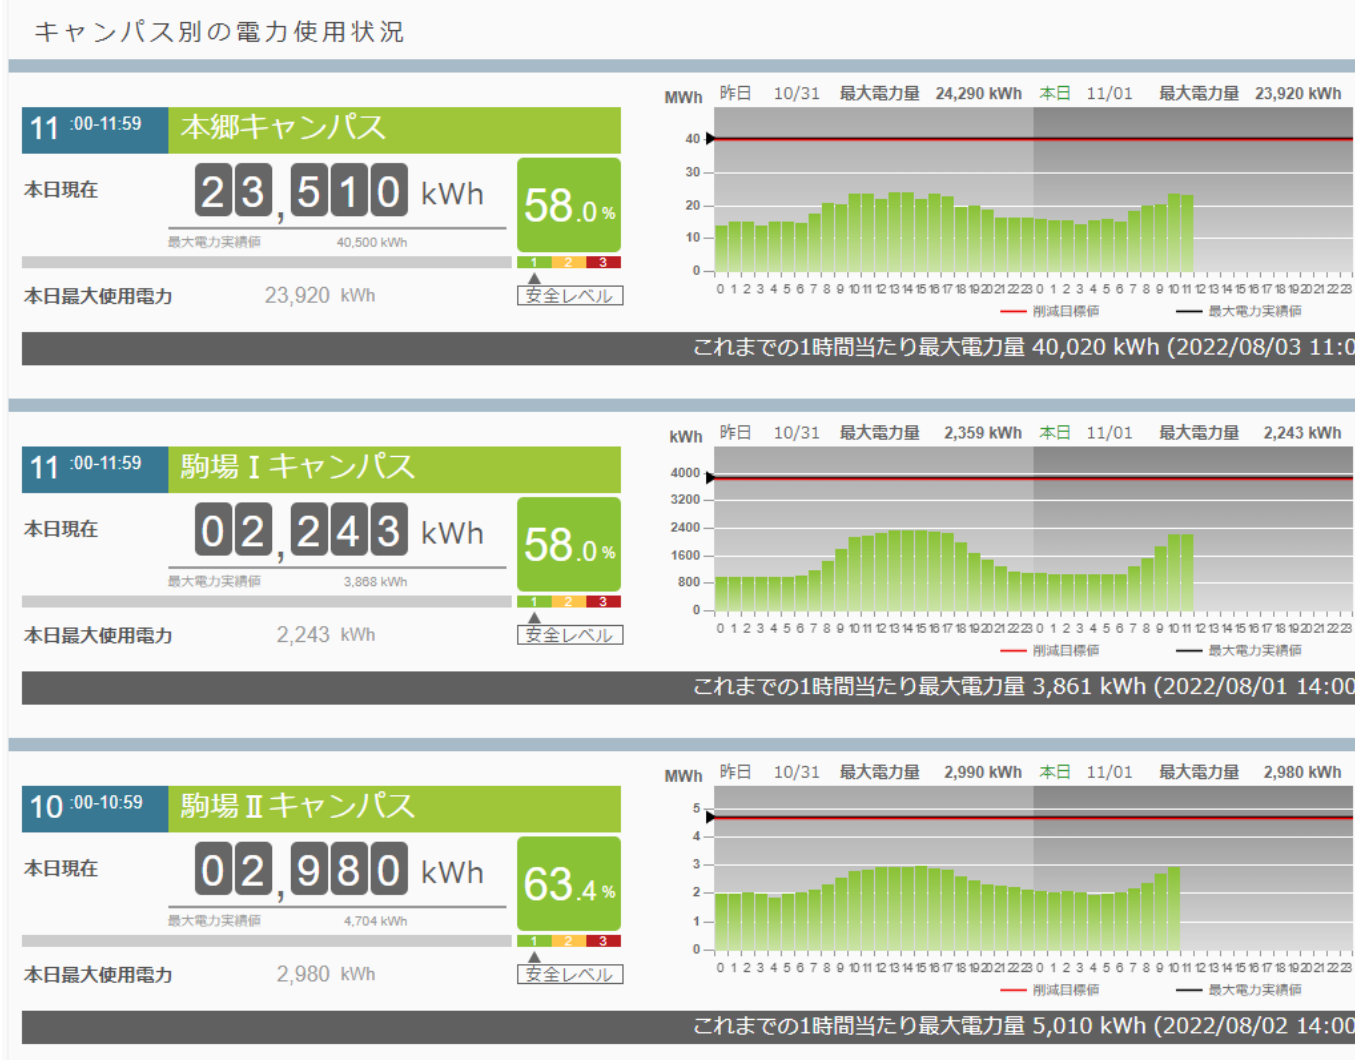 キャンパス別の電力使用状況
11 :00-11:59 本郷キャンパス
本日現在 23,510 kWh 58.0 %
最大電力実績値 40,500 kWh
1 2 3
本日最大使用電力 23,920 kWh 安全レベル
MWh 昨日 10/31 最大電力量 24,290 kWh 本日 11/01 最大電力量 23,920 kWh
40
30
20
10
0
0 1 2 3 4 5 6 7 8 9 10 11 12 13 14 15 16 17 18 19 20 21 22 23 0 1 2 3 4 5 6 7 8 9 10 11 12 13 14 15 16 17 18 19 20 21 22 23
削減目標値 最大電力実績値
これまでの1時間当たり最大電力量 40,020 kWh (2022/08/03 11:0
11 :00-11:59 駒場Ⅰキャンパス
本日現在 02,243 kWh 58.0 %
最大電力実績値 3,868 kWh
1 2 3
本日最大使用電力 2,243 kWh 安全レベル
kWh 昨日 10/31 最大電力量 2,359 kWh 本日 11/01 最大電力量 2,243 kWh
4000
3200
2400
1600
800
0
0 1 2 3 4 5 6 7 8 9 10 11 12 13 14 15 16 17 18 19 20 21 22 23 0 1 2 3 4 5 6 7 8 9 10 11 12 13 14 15 16 17 18 19 20 21 22 23
削減目標値 最大電力実績値
これまでの1時間当たり最大電力量 3,861 kWh (2022/08/01 14:00
10 :00-10:59 駒場Ⅱキャンパス
本日現在 02,980 kWh 63.4 %
最大電力実績値 4,704 kWh
1 2 3
本日最大使用電力 2,980 kWh 安全レベル
MWh 昨日 10/31 最大電力量 2,990 kWh 本日 11/01 最大電力量 2,980 kWh
5
4
3
2
1
0
0 1 2 3 4 5 6 7 8 9 10 11 12 13 14 15 16 17 18 19 20 21 22 23 0 1 2 3 4 5 6 7 8 9 10 11 12 13 14 15 16 17 18 19 20 21 22 23
削減目標値 最大電力実績値
これまでの1時間当たり最大電力量 5,010 kWh (2022/08/02 14:00